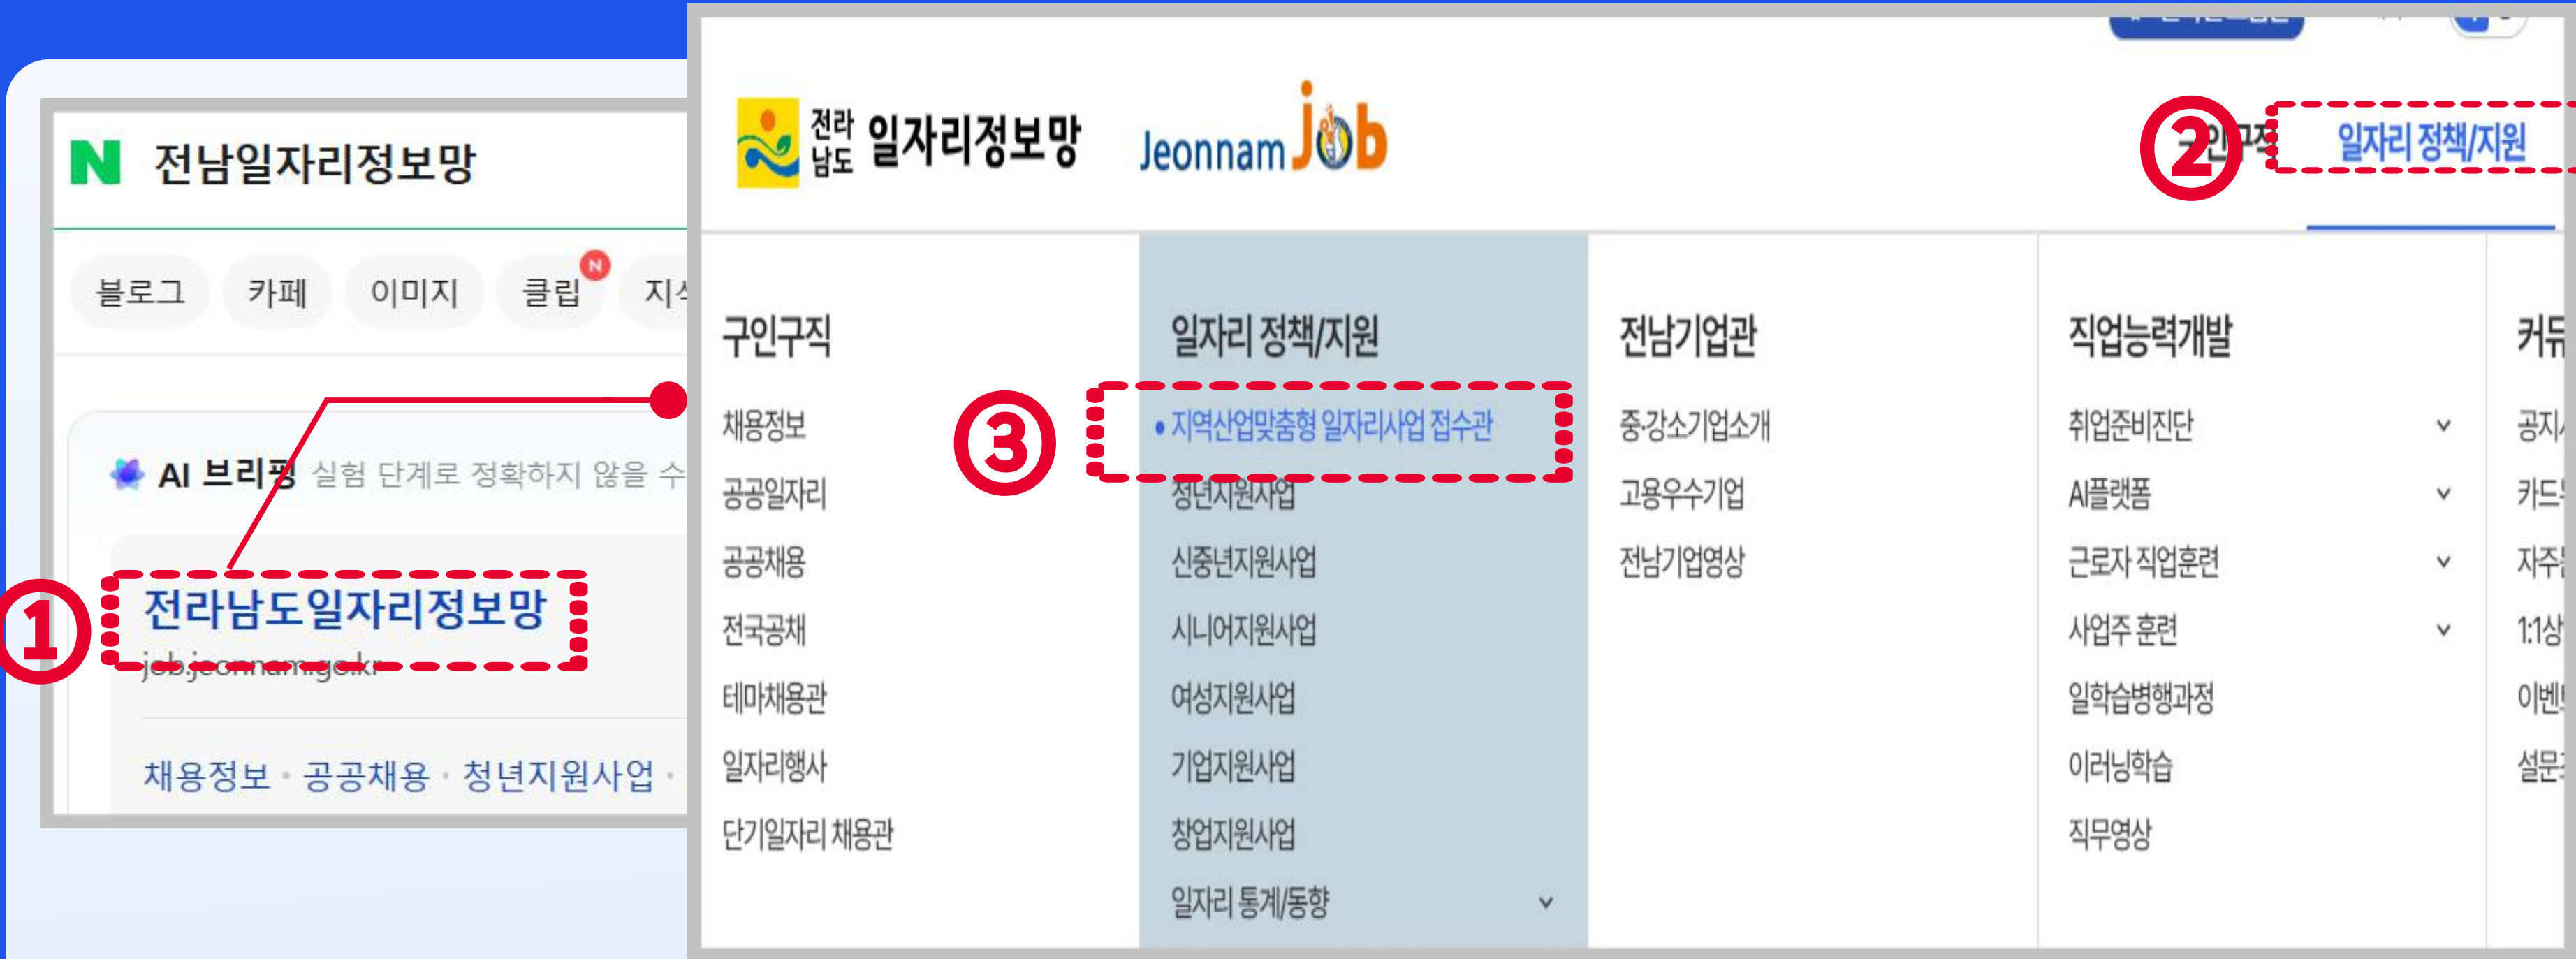 N 전남일자리정보망
블로그 카페 이미지 클립 N
AI 브리핑 실험 단계로 정확하지 않을 수
① 전라남도일자리정보망
job.jeonnam.go.kr
채용정보 · 공공채용 · 청년지원사업 ·
전라남도 일자리정보망 Jeonnam job
② 일자리 정책/지원
구인구직
채용정보
공공일자리
공공채용
전국공채
테마채용관
일자리행사
단기일자리 채용관
일자리 정책/지원
③ • 지역산업맞춤형 일자리사업 접수관
청년지원사업
신중년지원사업
시니어지원사업
여성지원사업
기업지원사업
창업지원사업
일자리 통계/동향
전남기업관
중·강소기업소개
고용우수기업
전남기업영상
직업능력개발
취업준비진단
AI플랫폼
근로자 직업훈련
사업주 훈련
일학습병행과정
이러닝학습
직무영상